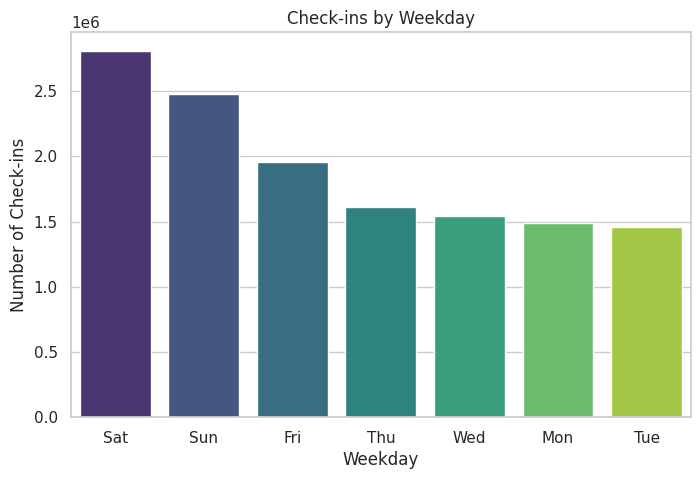 Check-ins by Weekday
1e6
2.5
2.0
1.5
1.0
0.5
0.0
Number of Check-ins
Sat Sun Fri Thu Wed Mon Tue
Weekday